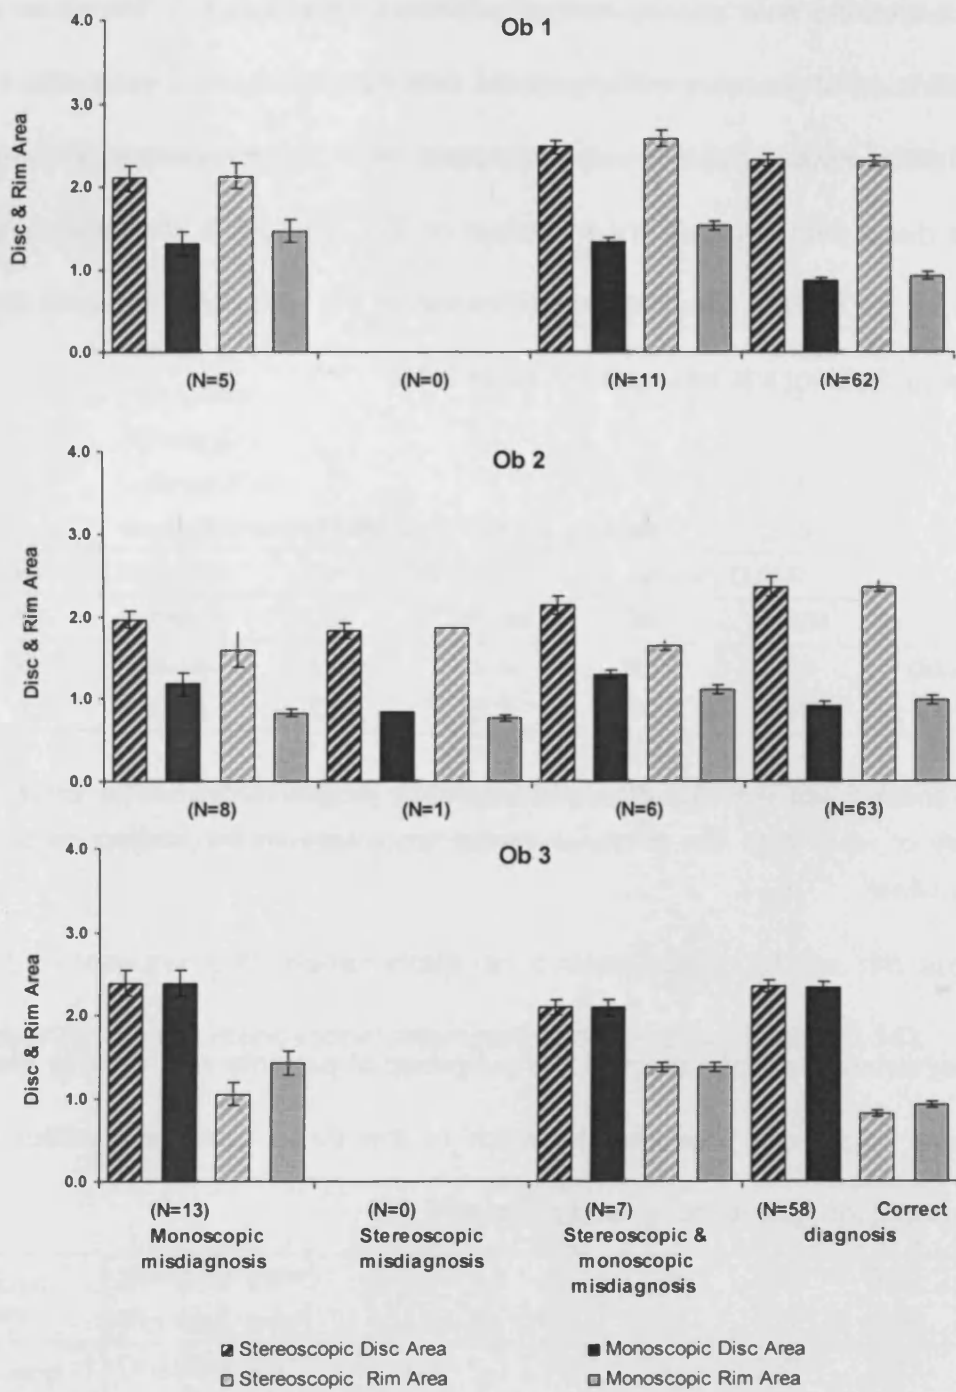 Ob 1
4.0
3.0
2.0
1.0
0.0
Disc & Rim Area
(N=5) (N=0) (N=11) (N=62)
Ob 2
4.0
3.0
2.0
1.0
0.0
Disc & Rim Area
(N=8) (N=1) (N=6) (N=63)
Ob 3
4.0
3.0
2.0
1.0
0.0
Disc & Rim Area
(N=13) (N=0) (N=7) (N=58) Correct
Monoscopic Stereoscopic Stereoscopic & diagnosis
misdiagnosis misdiagnosis monoscopic
misdiagnosis
Stereoscopic Disc Area Monoscopic Disc Area
Stereoscopic Rim Area Monoscopic Rim Area